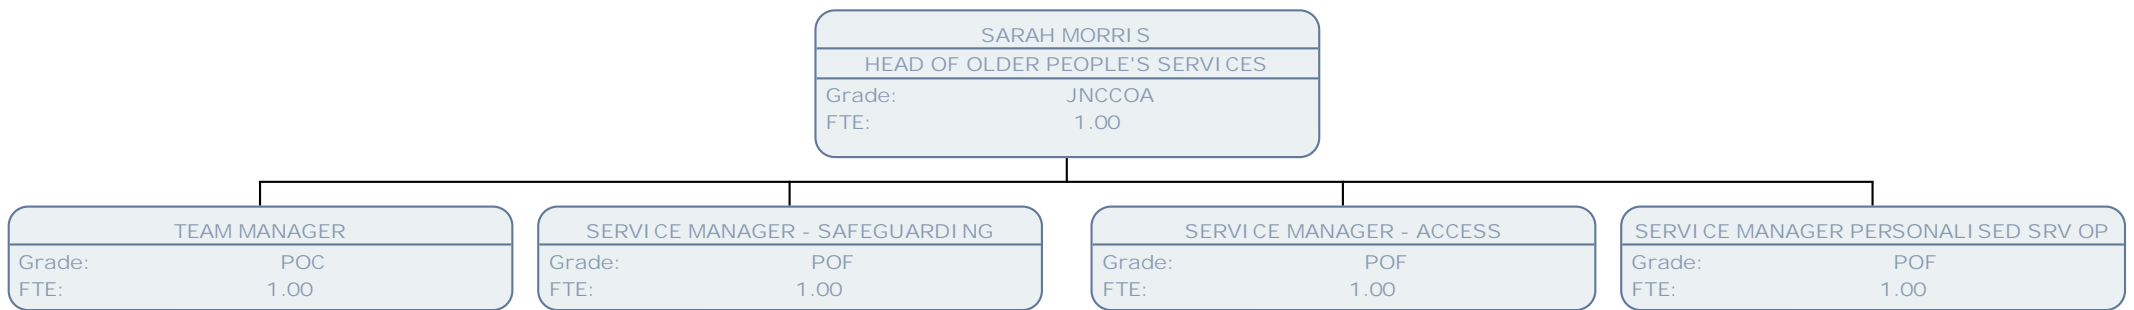 SARAH MORRIS
HEAD OF OLDER PEOPLE'S SERVICES
Grade: JNCCOA
FTE: 1.00
TEAM MANAGER
Grade: POC
FTE: 1.00
SERVICE MANAGER - SAFEGUARDING
Grade: POF
FTE: 1.00
SERVICE MANAGER - ACCESS
Grade: POF
FTE: 1.00
SERVICE MANAGER PERSONALISED SRV OP
Grade: POF
FTE: 1.00